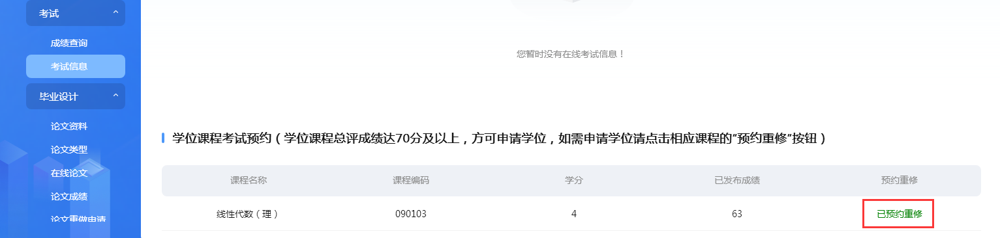 考试
成绩查询
考试信息
毕业设计
论文资料
论文类型
在线论文
论文成绩
论文重做申请
您暂时没有在线考试信息！
学位课程考试预约（学位课程总评成绩达70分及以上，方可申请学位，如需申请学位请点击相应课程的“预约重修”按钮）
课程名称 课程编码 学分 已发布成绩 预约重修
线性代数（理） 090103 4 63 已预约重修